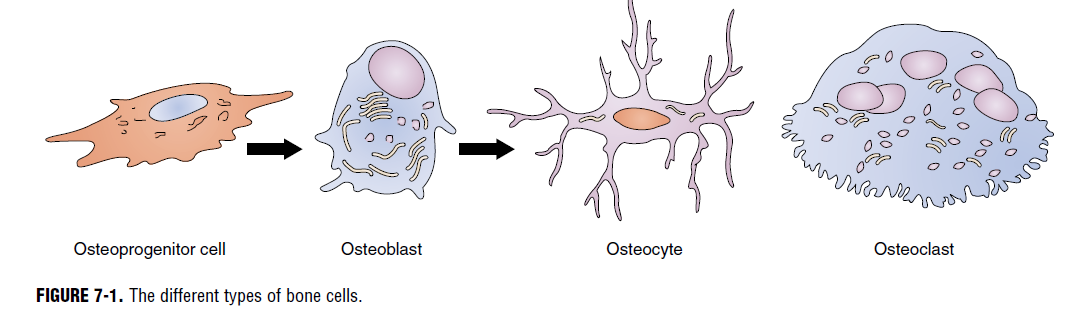 Osteoprogenitor cell
Osteoblast
Osteocyte
Osteoclast
FIGURE 7-1. The different types of bone cells.